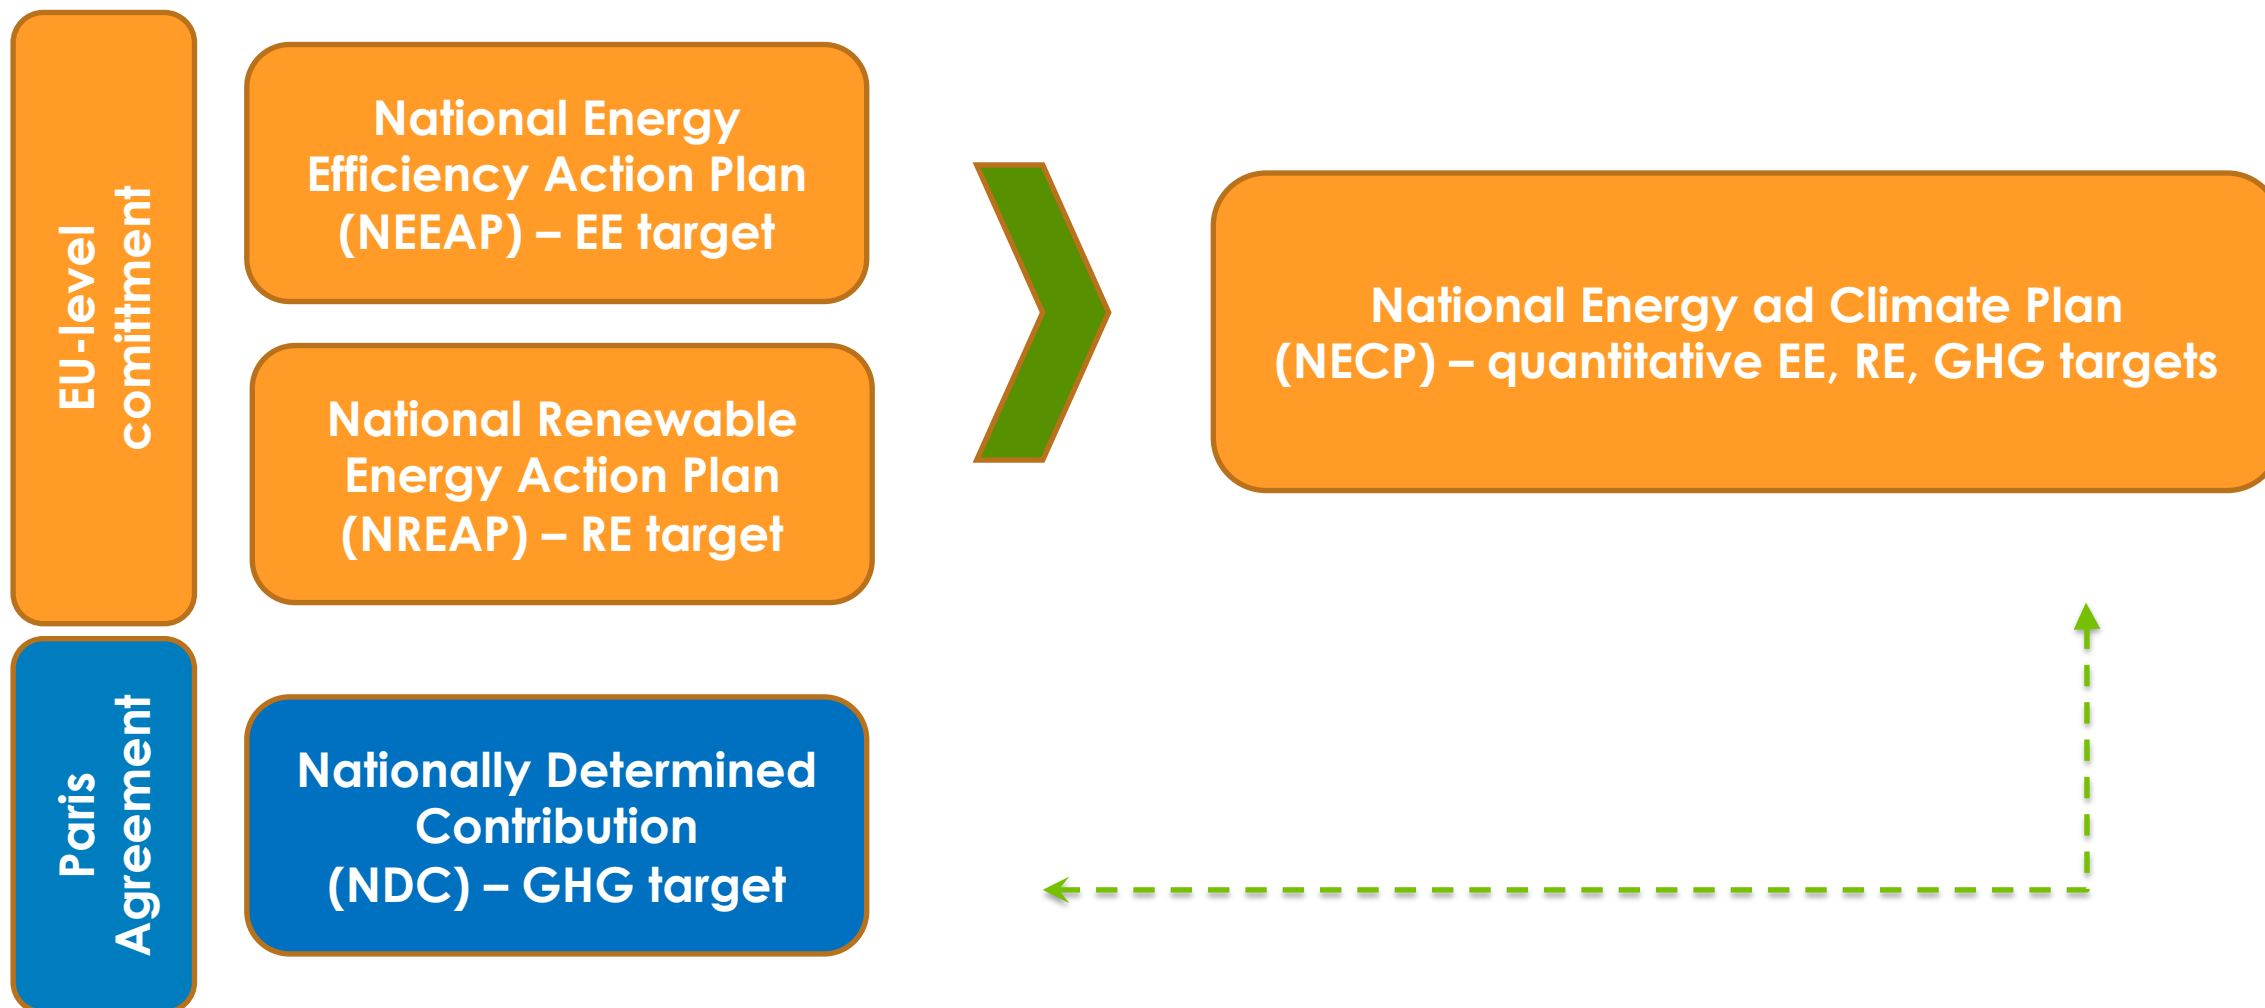 EU-level
comittment
National Energy
Efficiency Action Plan
(NEEAP) – EE target
National Renewable
Energy Action Plan
(NREAP) – RE target
National Energy ad Climate Plan
(NECP) – quantitative EE, RE, GHG targets
Paris
Agreement
Nationally Determined
Contribution
(NDC) – GHG target